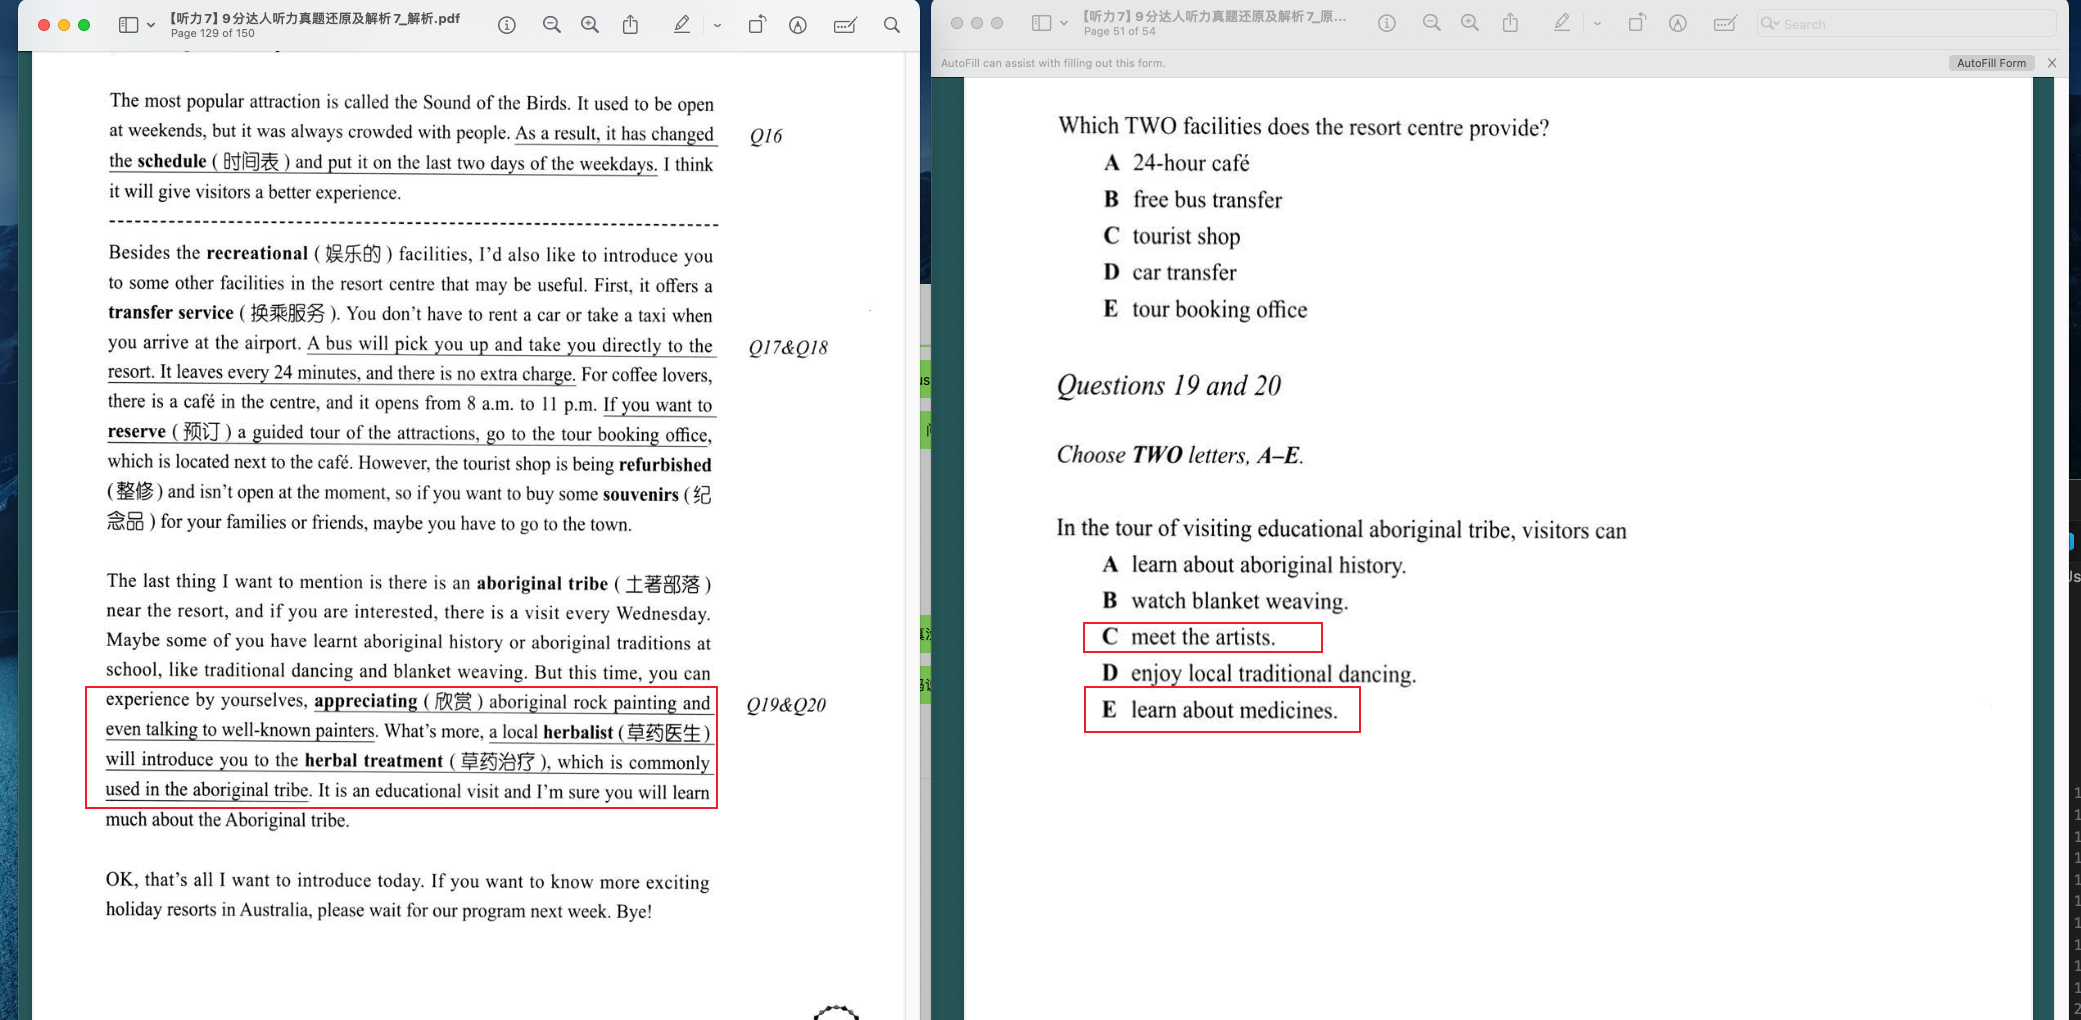 【听力7】9分达人听力真题还原及解析7_解析.pdf
Page 129 of 150
The most popular attraction is called the Sound of the Birds. It used to be open
at weekends, but it was always crowded with people. As a result, it has changed
Q16
the schedule ( 时间表 ) and put it on the last two days of the weekdays. I think
it will give visitors a better experience.
Besides the recreational ( 娱乐的 ) facilities, I'd also like to introduce you
to some other facilities in the resort centre that may be useful. First, it offers a
transfer service ( 换乘服务 ). You don't have to rent a car or take a taxi when
you arrive at the airport. A bus will pick you up and take you directly to the
Q17&Q18
resort. It leaves every 24 minutes, and there is no extra charge. For coffee lovers,
there is a café in the centre, and it opens from 8 a.m. to 11 p.m. If you want to
reserve ( 预订 ) a guided tour of the attractions, go to the tour booking office,
which is located next to the café. However, the tourist shop is being refurbished
( 整修 ) and isn't open at the moment, so if you want to buy some souvenirs ( 纪
念品 ) for your families or friends, maybe you have to go to the town.
The last thing I want to mention is there is an aboriginal tribe ( 土著部落 )
near the resort, and if you are interested, there is a visit every Wednesday.
Maybe some of you have learnt aboriginal history or aboriginal traditions at
school, like traditional dancing and blanket weaving. But this time, you can
experience by yourselves, appreciating ( 欣赏 ) aboriginal rock painting and
Q19&Q20
even talking to well-known painters. What's more, a local herbalist ( 草药医生 )
will introduce you to the herbal treatment ( 草药治疗 ), which is commonly
used in the aboriginal tribe. It is an educational visit and I'm sure you will learn
much about the Aboriginal tribe.
OK, that's all I want to introduce today. If you want to know more exciting
holiday resorts in Australia, please wait for our program next week. Bye!
【听力7】9分达人听力真题还原及解析7_原...
Page 51 of 54
Search
AutoFill can assist with filling out this form.
AutoFill Form
Which TWO facilities does the resort centre provide?
A 24-hour café
B free bus transfer
C tourist shop
D car transfer
E tour booking office
Questions 19 and 20
Choose TWO letters, A–E.
In the tour of visiting educational aboriginal tribe, visitors can
A learn about aboriginal history.
B watch blanket weaving.
C meet the artists.
D enjoy local traditional dancing.
E learn about medicines.